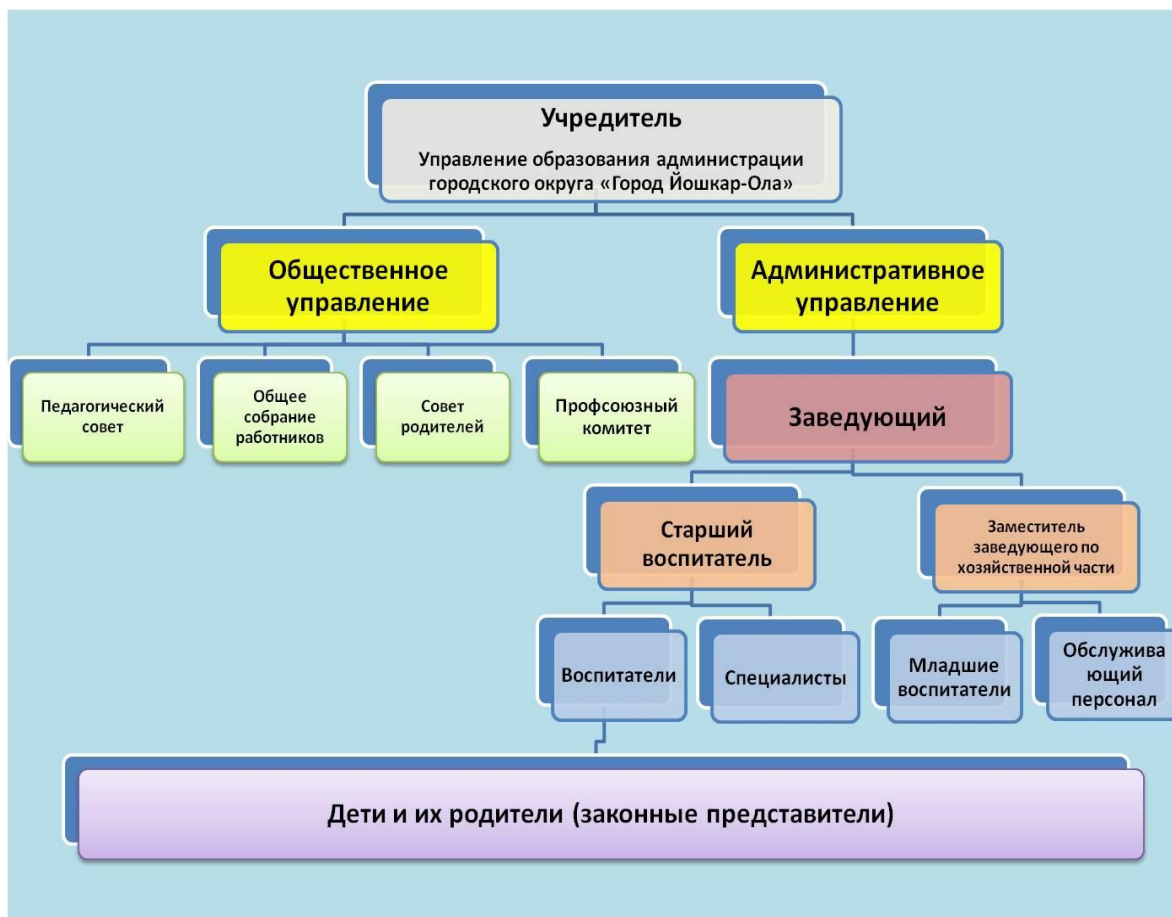 Учредитель
Управление образования администрации
городского округа «Город Йошкар-Ола»
Общественное
управление
Административное
управление
Педагогический
совет
Общее
собрание
работников
Совет
родителей
Профсоюзный
комитет
Заведующий
Старший
воспитатель
Заместитель
заведующего по
хозяйственной части
Воспитатели
Специалисты
Младшие
воспитатели
Обслужива
ющий
персонал
Дети и их родители (законные представители)